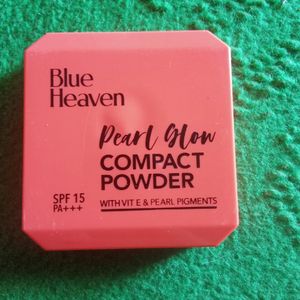 Blue
Heaven
Pearl Glow
COMPACT
POWDER
SPF 15
PA+++
WITH VIT E & PEARL PIGMENTS